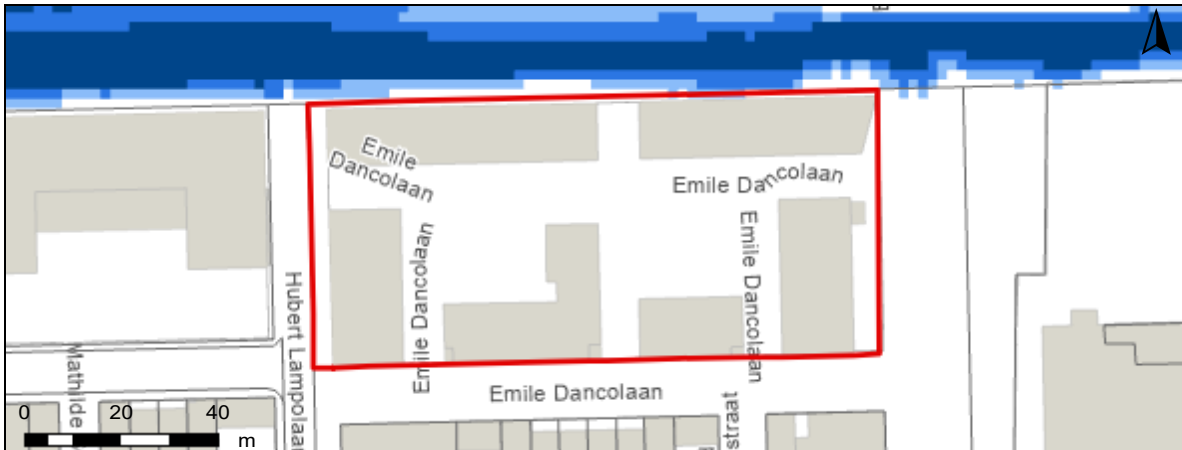 Emile
Dancolaan
Emile Dancolaan
Emile Dancolaan
Emile Dancolaan
Hubert Lampolaan
Mathilde
Emile Dancolaan
straat
0 20 40
m